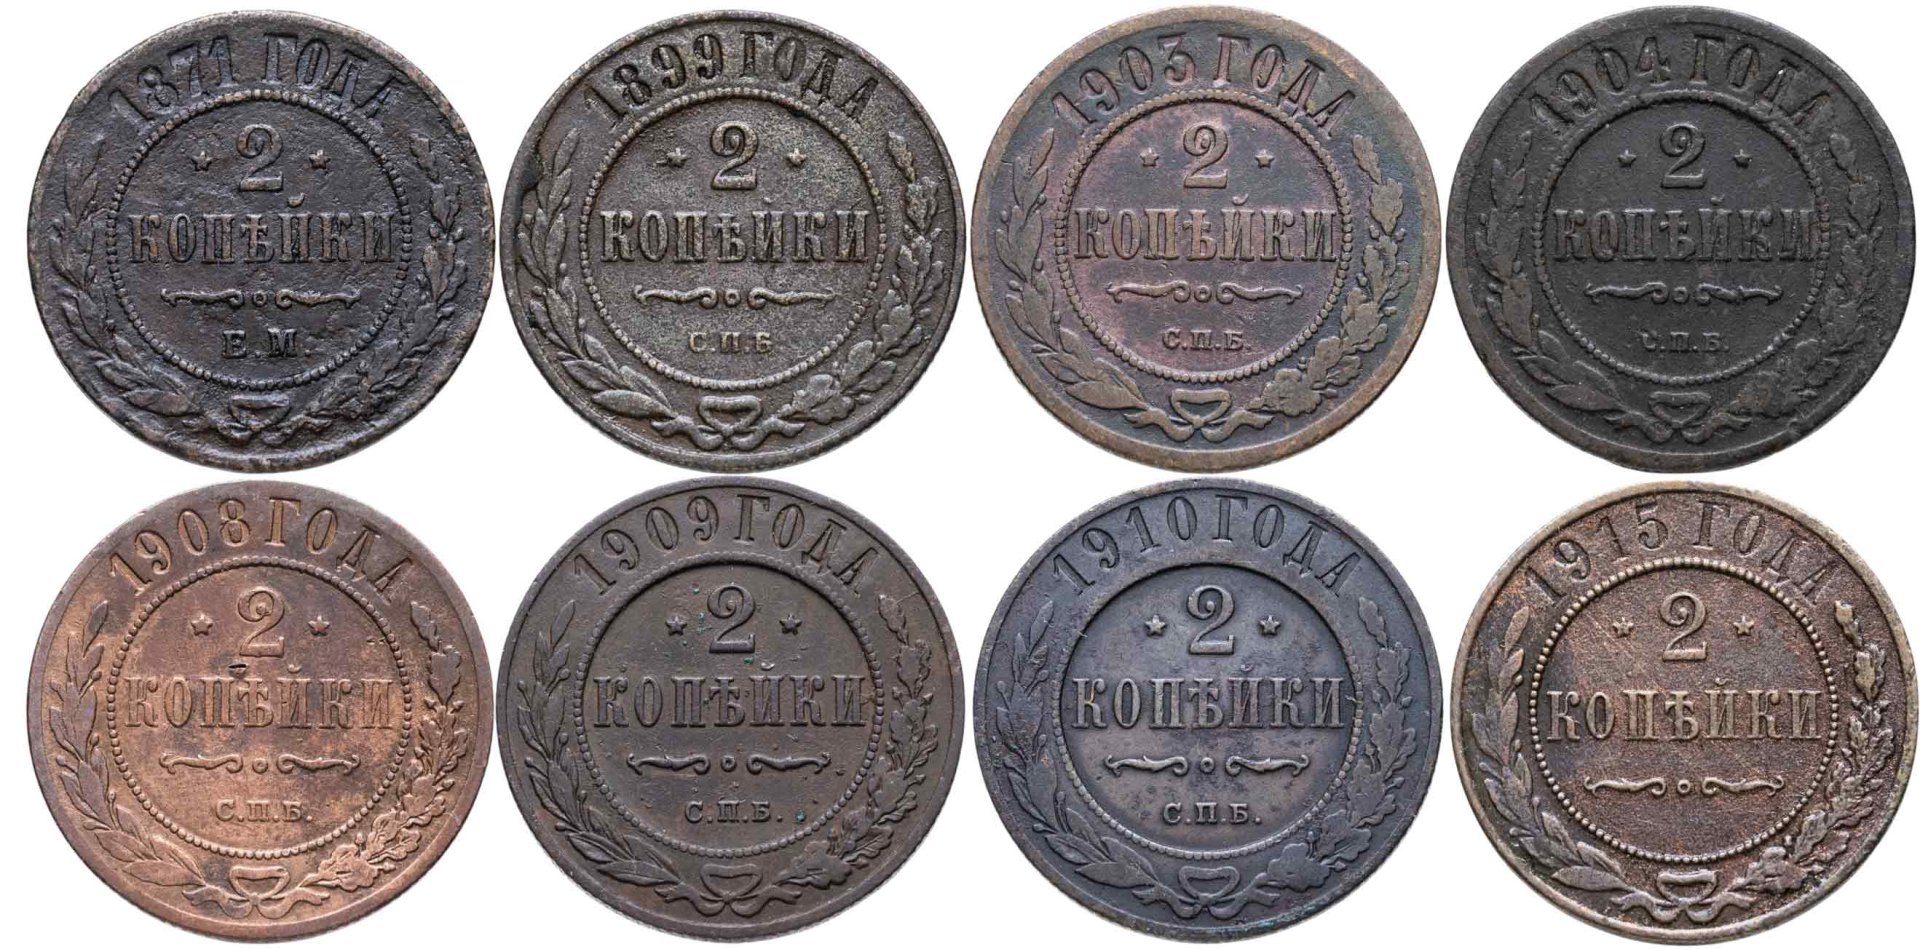 1871 ГОДА
2
КОПѢЙКИ
Е.М.
1899 ГОДА
2
КОПѢЙКИ
С.П.Б
1903 ГОДА
2
КОПѢЙКИ
С.П.Б.
1904 ГОДА
2
КОПѢЙКИ
С.П.Б.
1908 ГОДА
2
КОПѢЙКИ
С.П.Б.
1909 ГОДА
2
КОПѢЙКИ
С.П.Б.
1910 ГОДА
2
КОПѢЙКИ
С.П.Б.
1915 ГОДА
2
КОПѢЙКИ